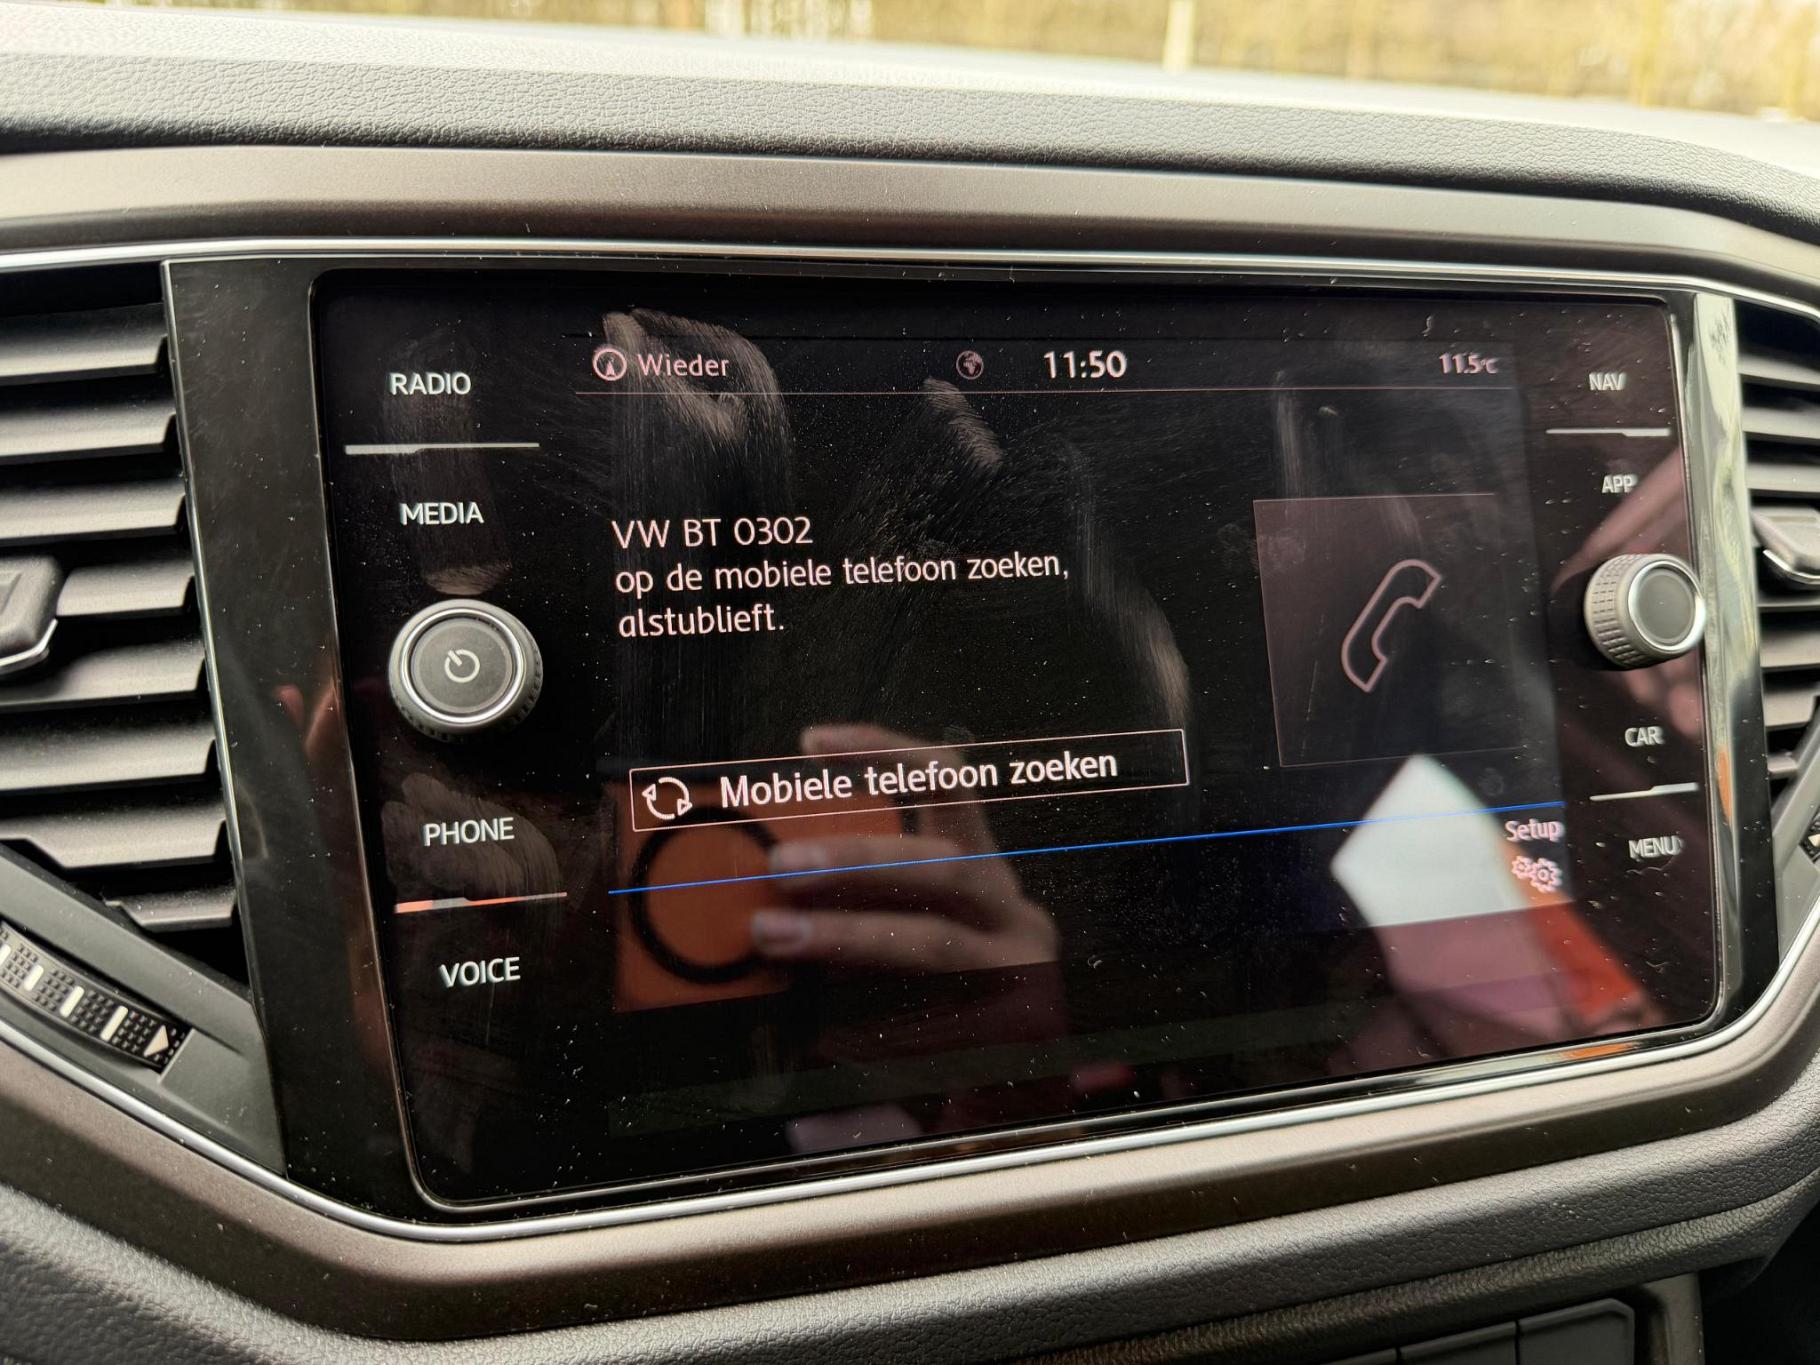 RADIO
MEDIA
PHONE
VOICE
Wieder
11:50
11.5°C
VW BT 0302
op de mobiele telefoon zoeken,
alstublieft.
Mobiele telefoon zoeken
Setup
NAV
APP
CAR
MENU